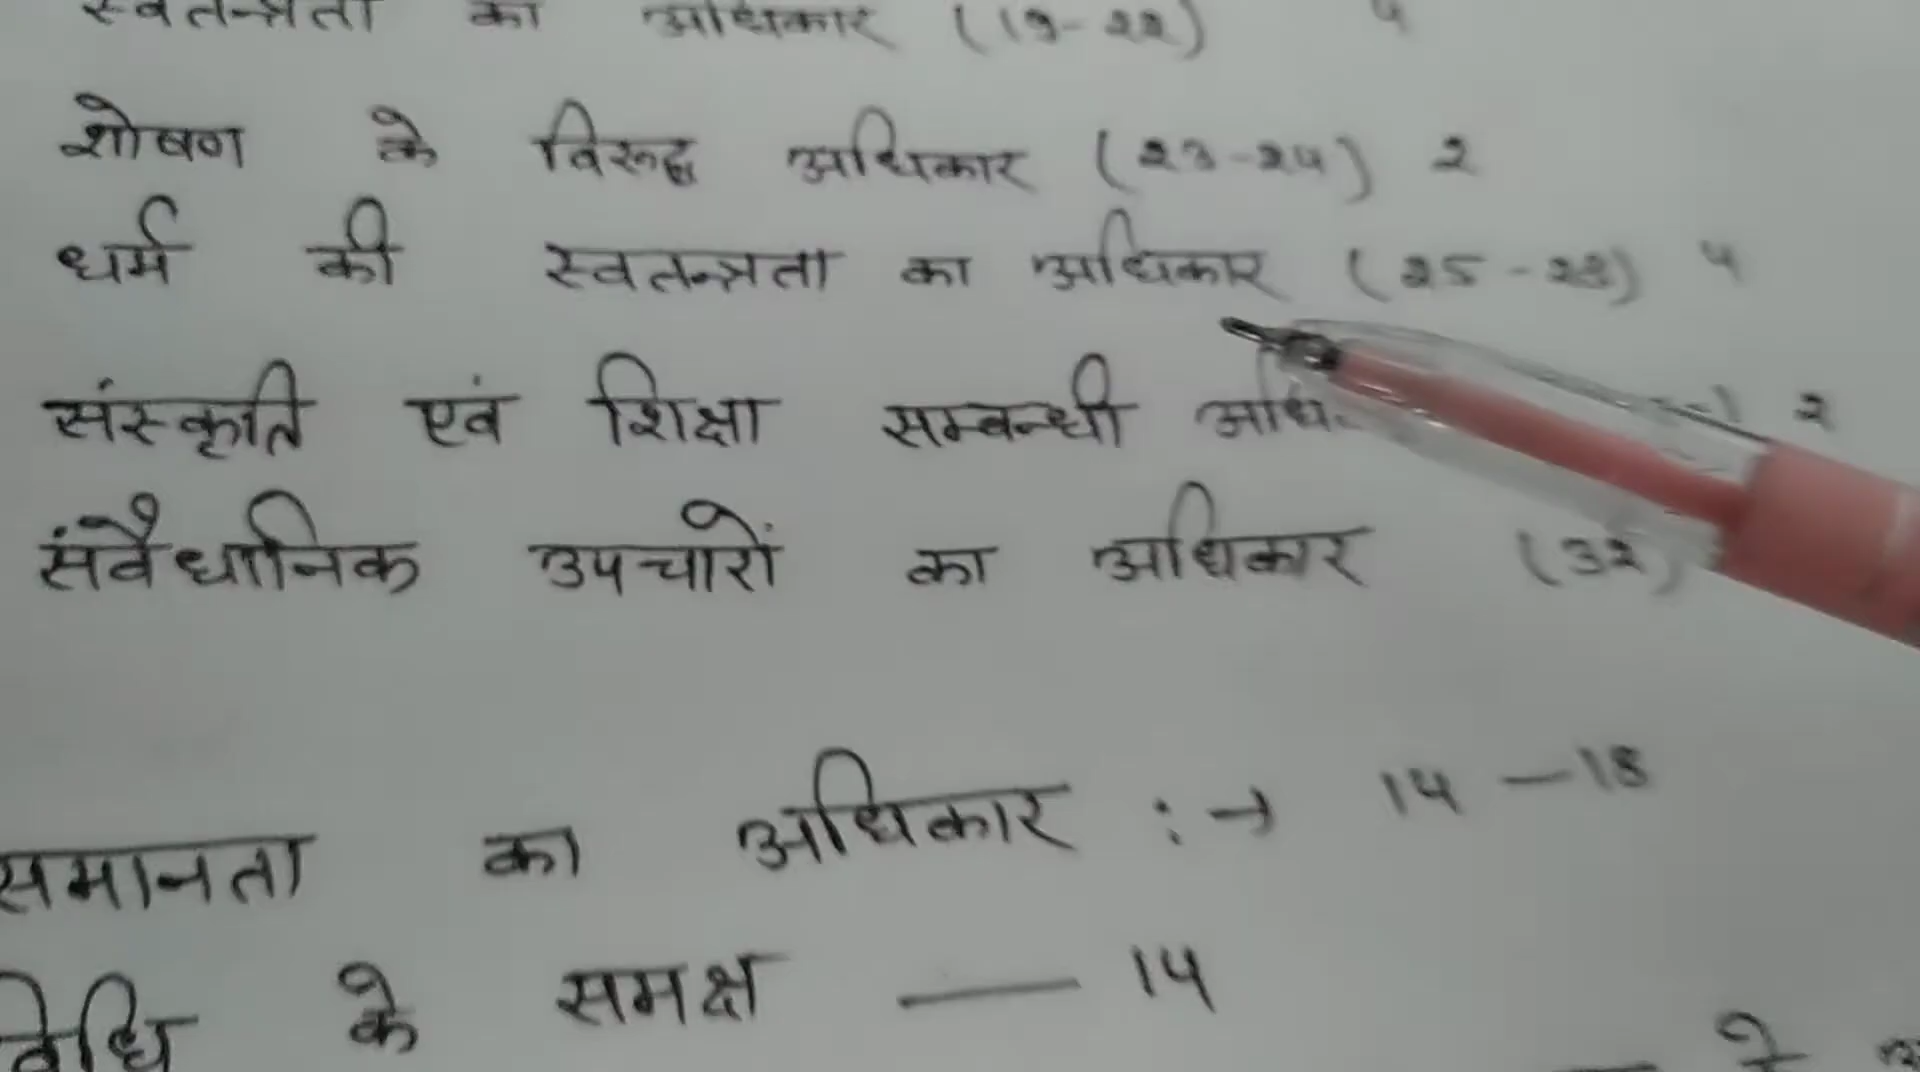 स्वतन्त्रता का अधिकार (19-22) 4
शोषण के विरूद्ध अधिकार (23-24) 2
धर्म की स्वतन्त्रता का अधिकार (25-28) 4
संस्कृति एवं शिक्षा सम्बन्धी 2
संवैधानिक उपचारों का अधिकार (32)
समानता का अधिकार :→ 14 — 18
विधि के समक्ष — 14